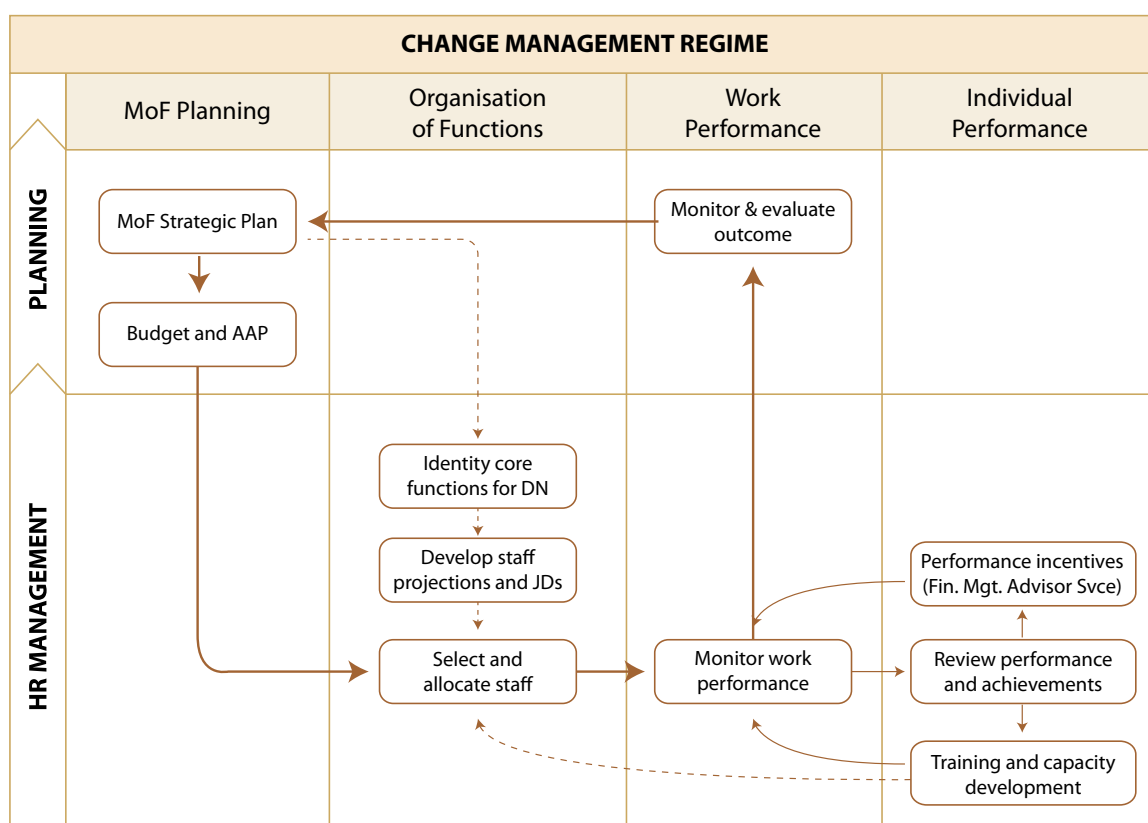 CHANGE MANAGEMENT REGIME
MoF Planning
Organisation
of Functions
Work
Performance
Individual
Performance
PLANNING
MoF Strategic Plan
Monitor & evaluate
outcome
Budget and AAP
HR MANAGEMENT
Identity core
functions for DN
Develop staff
projections and JDs
Performance incentives
(Fin. Mgt. Advisor Svce)
Select and
allocate staff
Monitor work
performance
Review performance
and achievements
Training and capacity
development